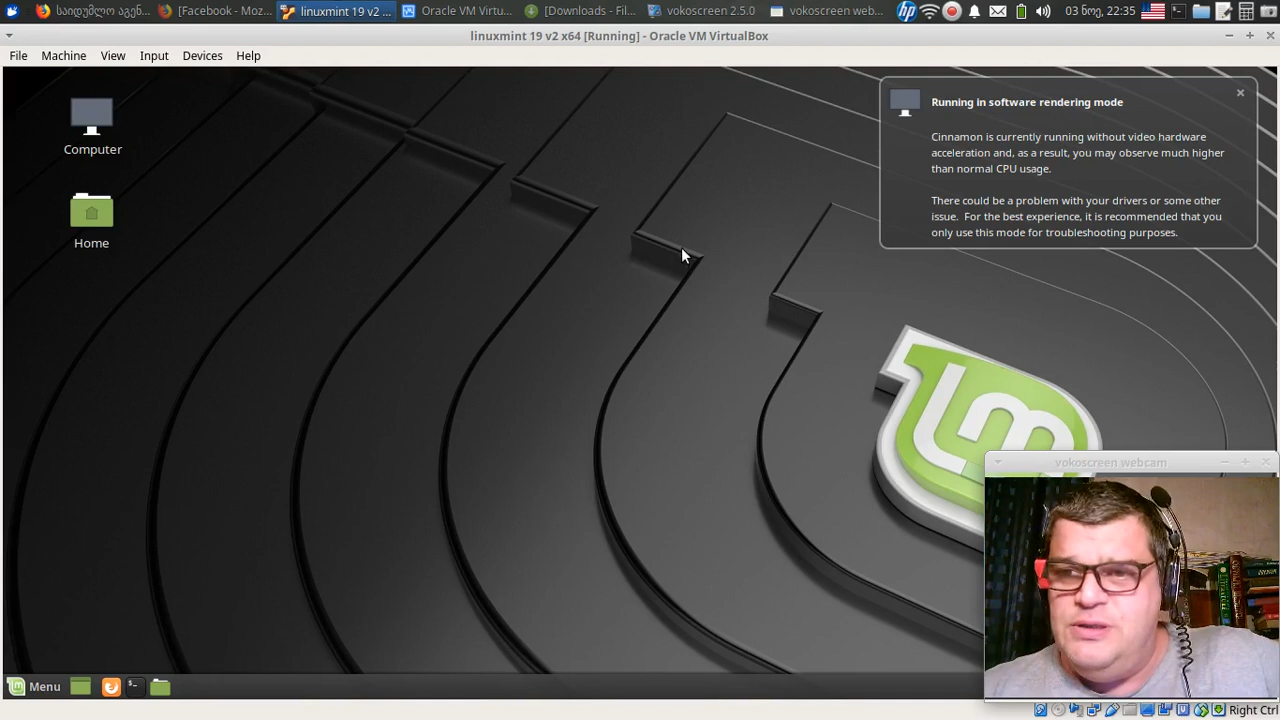 საიდუმლო აგენ...
[Facebook - Moz...
linuxmint 19 v2 ...
Oracle VM Virtu...
[Downloads - Fil...
vokoscreen 2.5.0
vokoscreen web...
03 ნოე, 22:35
linuxmint 19 v2 x64 [Running] - Oracle VM VirtualBox
File Machine View Input Devices Help
Computer
Home
Running in software rendering mode
Cinnamon is currently running without video hardware
acceleration and, as a result, you may observe much higher
than normal CPU usage.
There could be a problem with your drivers or some other
issue. For the best experience, it is recommended that you
only use this mode for troubleshooting purposes.
vokoscreen webcam
Menu
Right Ctrl